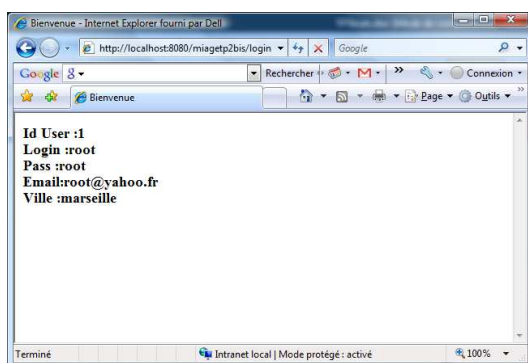 Bienvenue - Internet Explorer fourni par Dell
http://localhost:8080/miagetp2bis/login
Google
Google
Rechercher
Connexion
Bienvenue
Page
Outils
Id User :1
Login :root
Pass :root
Email:root@yahoo.fr
Ville :marseille
Terminé
Intranet local | Mode protégé : activé
100%